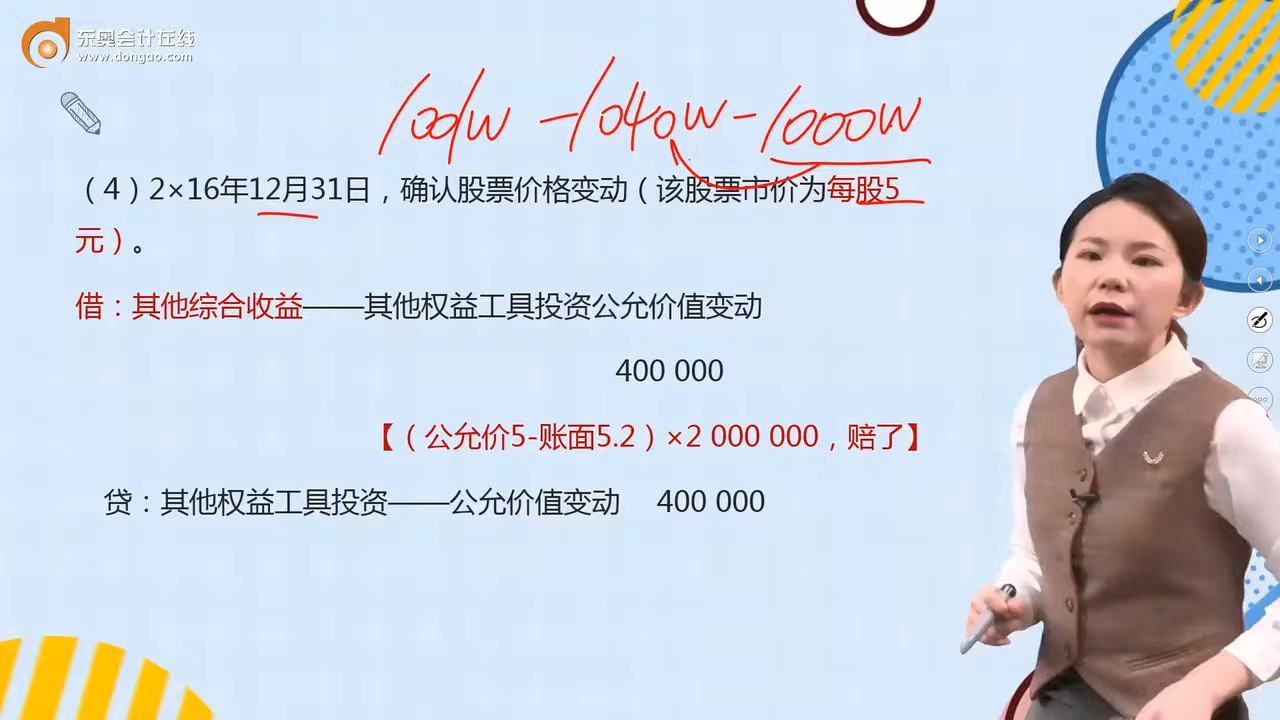 东奥会计在线
www.dongao.com
1001W - 1040W - 1000W
（4）2×16年12月31日，确认股票价格变动（该股票市价为每股5
元）。
借：其他综合收益——其他权益工具投资公允价值变动
400 000
【（公允价5-账面5.2）×2 000 000，赔了】
贷：其他权益工具投资——公允价值变动 400 000